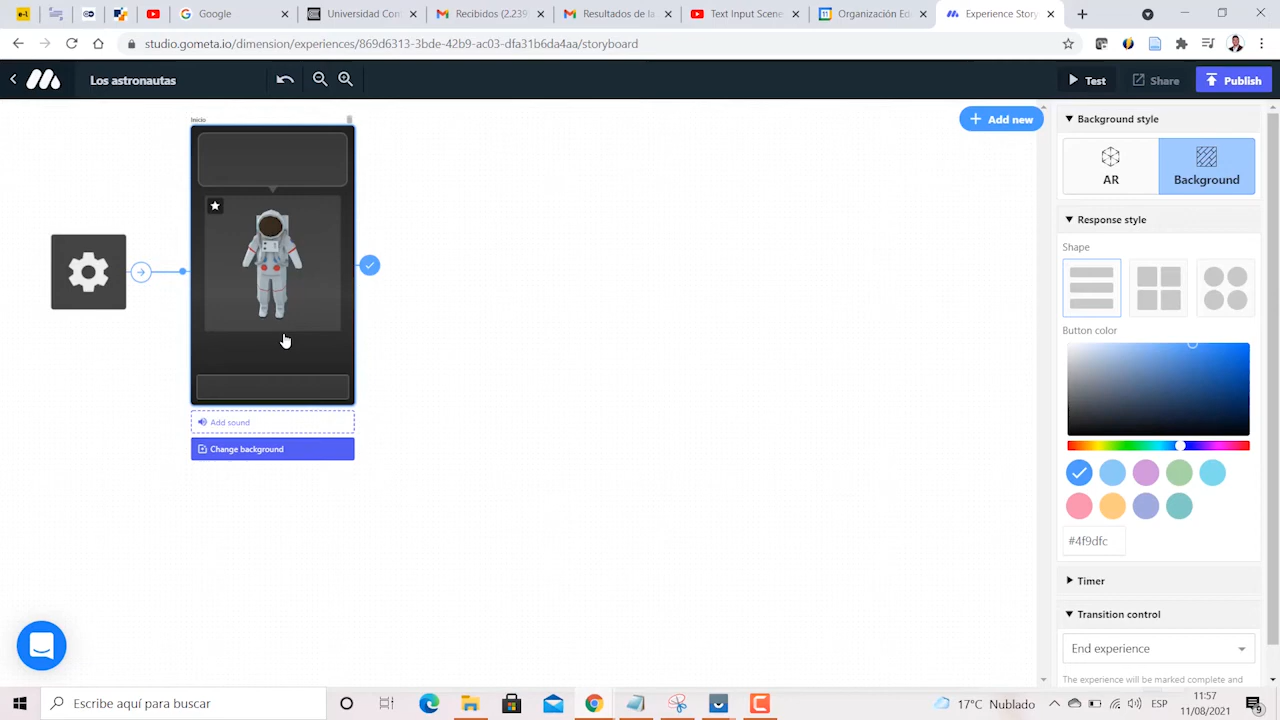 Google
Universidad Com
Recibidos (2.239
Resultados de la
Text Input Scene
Organización Ed
Experience Story
studio.gometa.io/dimension/experiences/869d6313-3bde-42b9-ac03-dfa31b6da4aa/storyboard
Los astronautas
Test
Share
Publish
Inicio
Add new
Background style
AR
Background
Response style
Shape
Button color
Add sound
Change background
#4f9dfc
Timer
Transition control
End experience
The experience will be marked complete and
Escribe aquí para buscar
17°C Nublado
ESP
11:57
11/08/2021